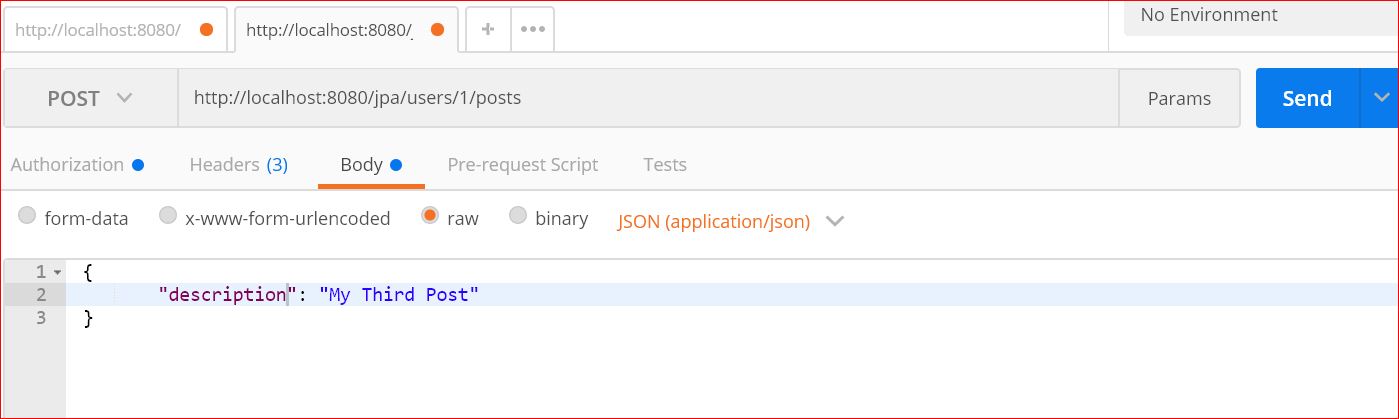 http://localhost:8080/
http://localhost:8080/j
No Environment
POST
http://localhost:8080/jpa/users/1/posts
Params
Send
Authorization
Headers (3)
Body
Pre-request Script
Tests
form-data
x-www-form-urlencoded
raw
binary
JSON (application/json)
1 {
2 "description": "My Third Post"
3 }